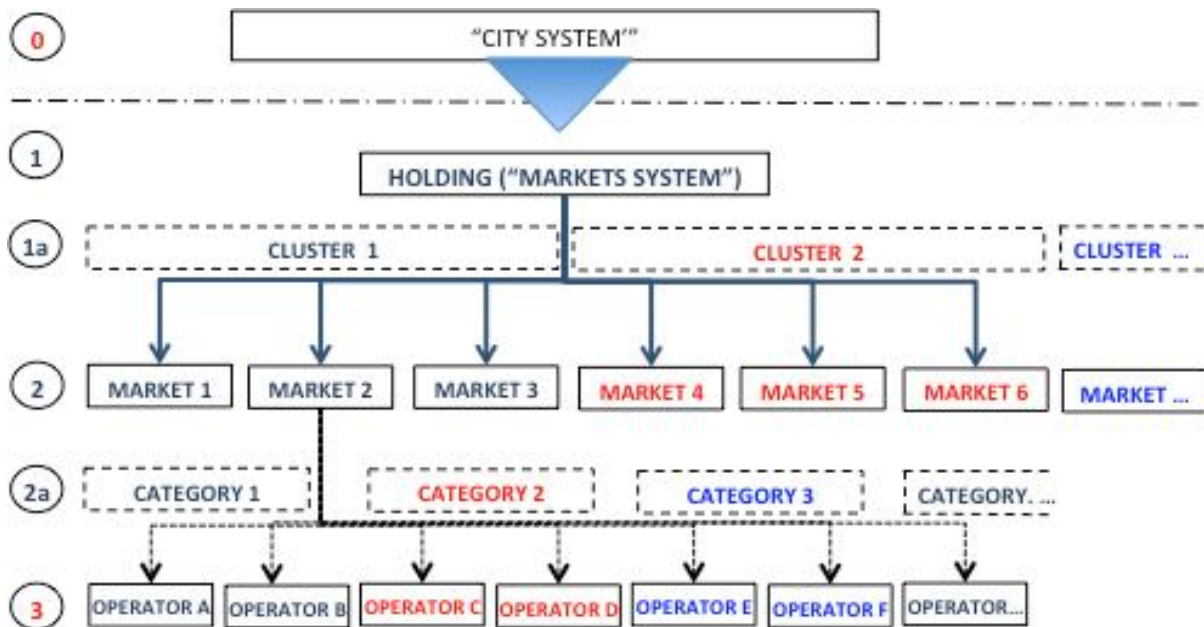 0
“CITY SYSTEM’”
1
HOLDING (“MARKETS SYSTEM”)
1a
CLUSTER 1
CLUSTER 2
CLUSTER ...
2
MARKET 1
MARKET 2
MARKET 3
MARKET 4
MARKET 5
MARKET 6
MARKET ...
2a
CATEGORY 1
CATEGORY 2
CATEGORY 3
CATEGORY. ...
3
OPERATOR A
OPERATOR B
OPERATOR C
OPERATOR D
OPERATOR E
OPERATOR F
OPERATOR...